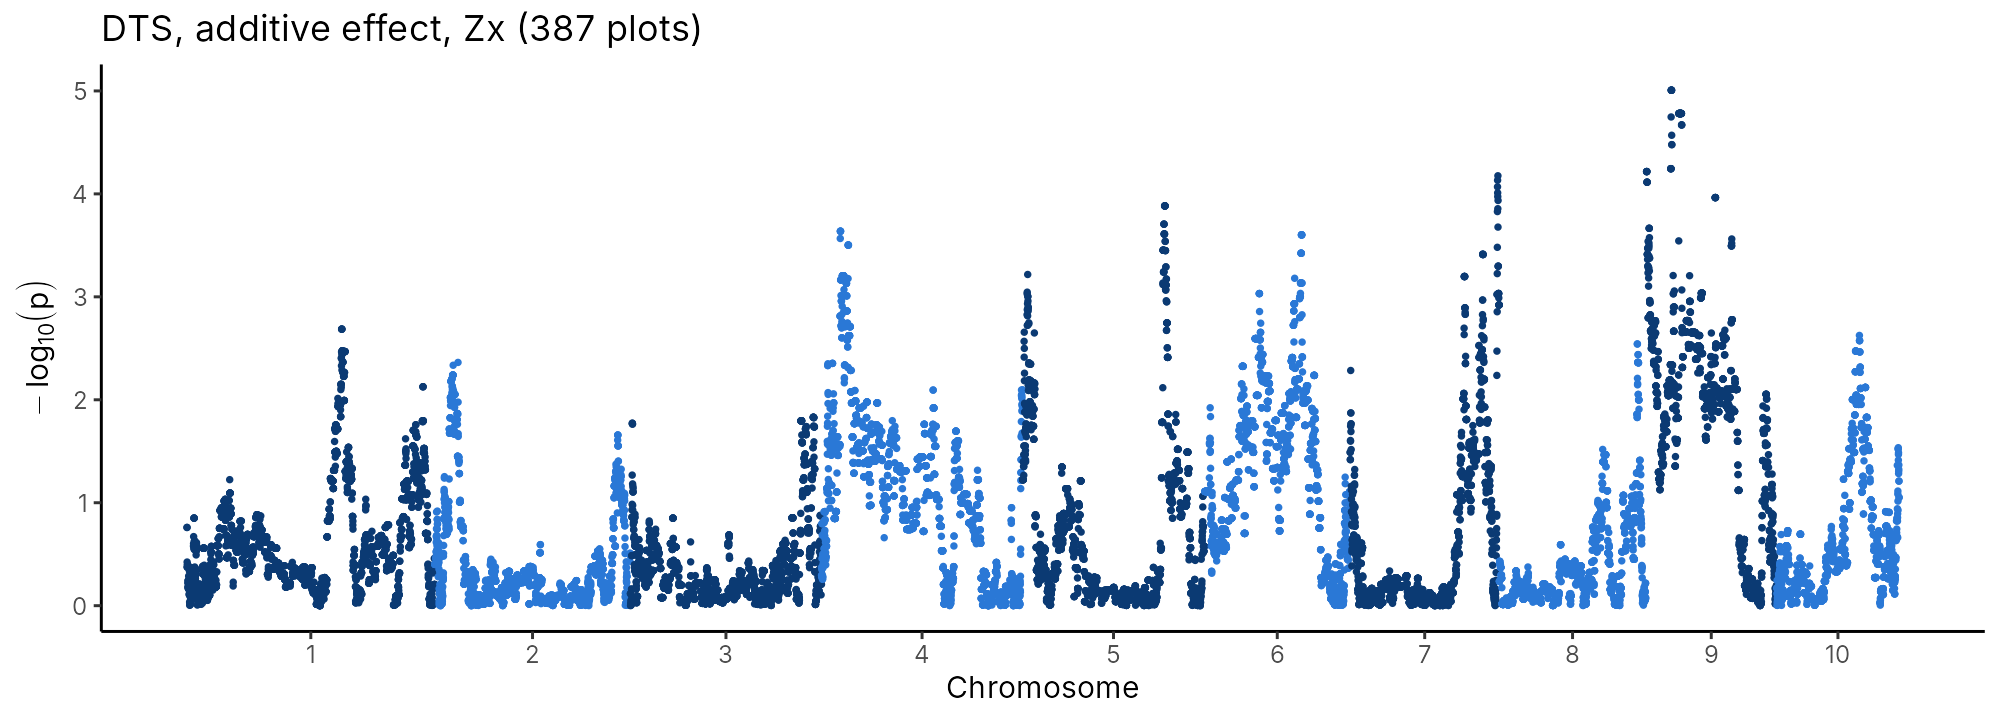 DTS, additive effect, Zx (387 plots)
5
4
3
2
1
0
− log10(p)
1 2 3 4 5 6 7 8 9 10
Chromosome